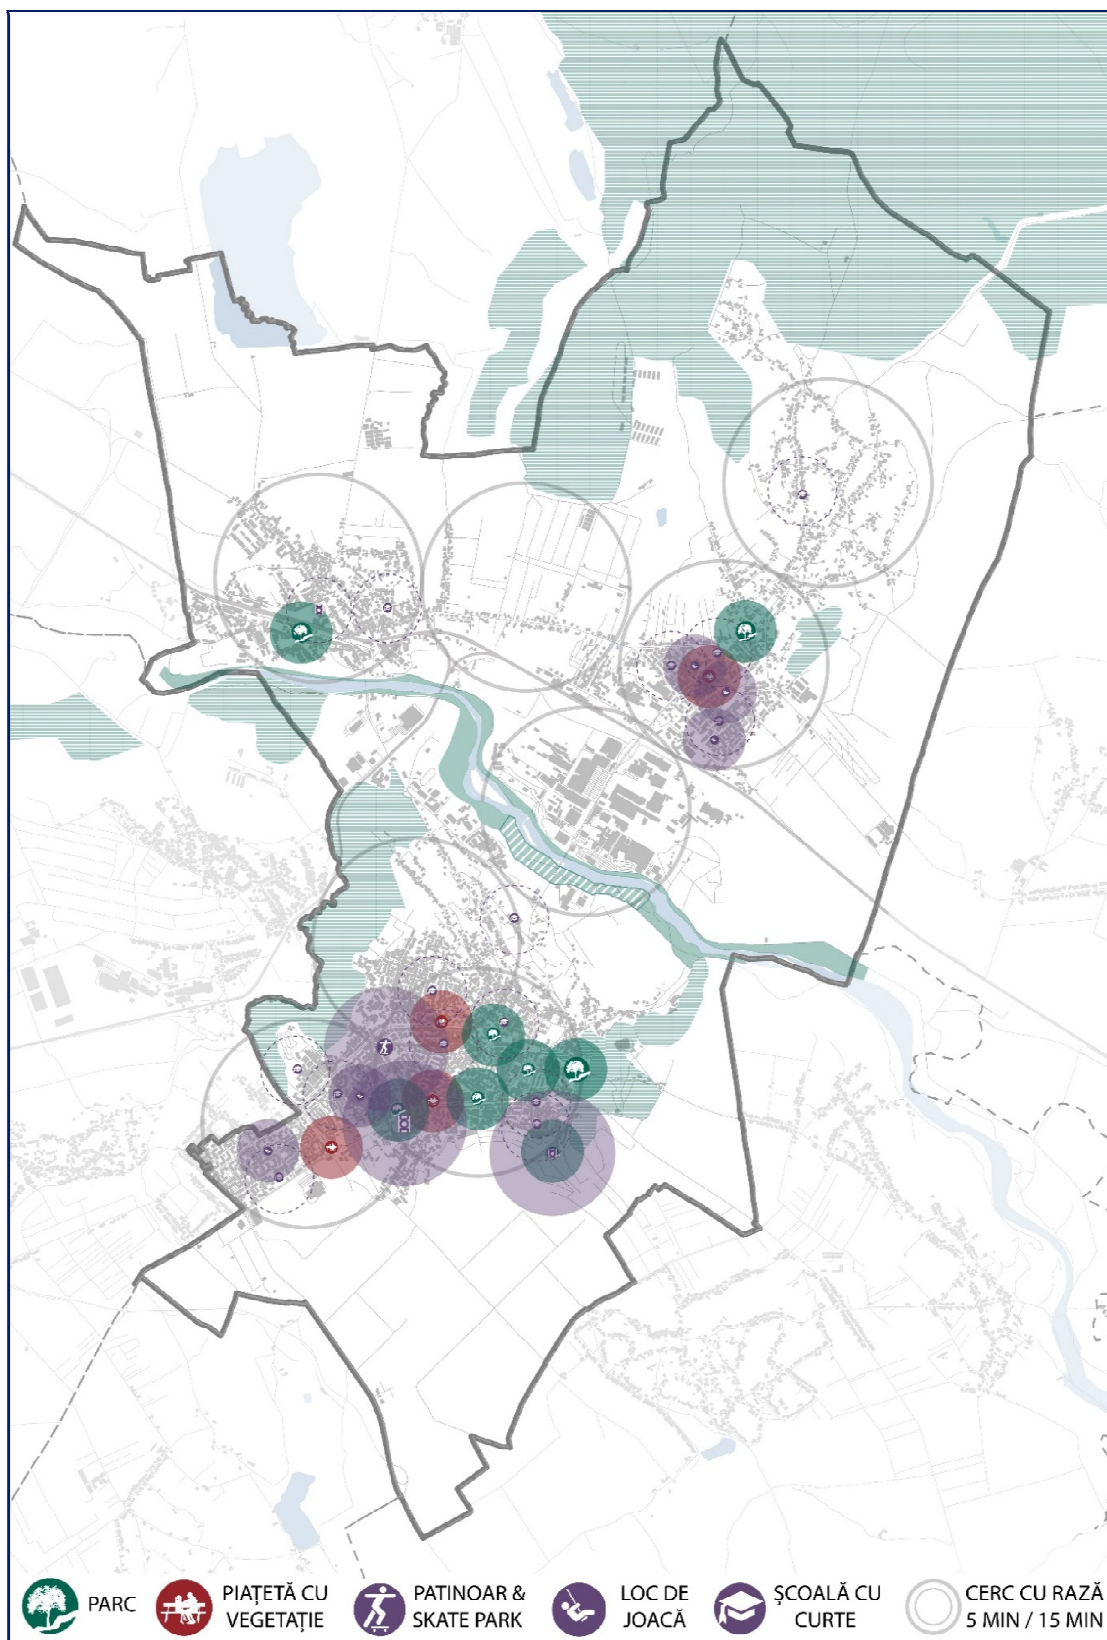 PARC
PIAȚETĂ CU
VEGETAȚIE
PATINOAR &
SKATE PARK
LOC DE
JOACĂ
ȘCOALĂ CU
CURTE
CERC CU RAZĂ
5 MIN / 15 MIN